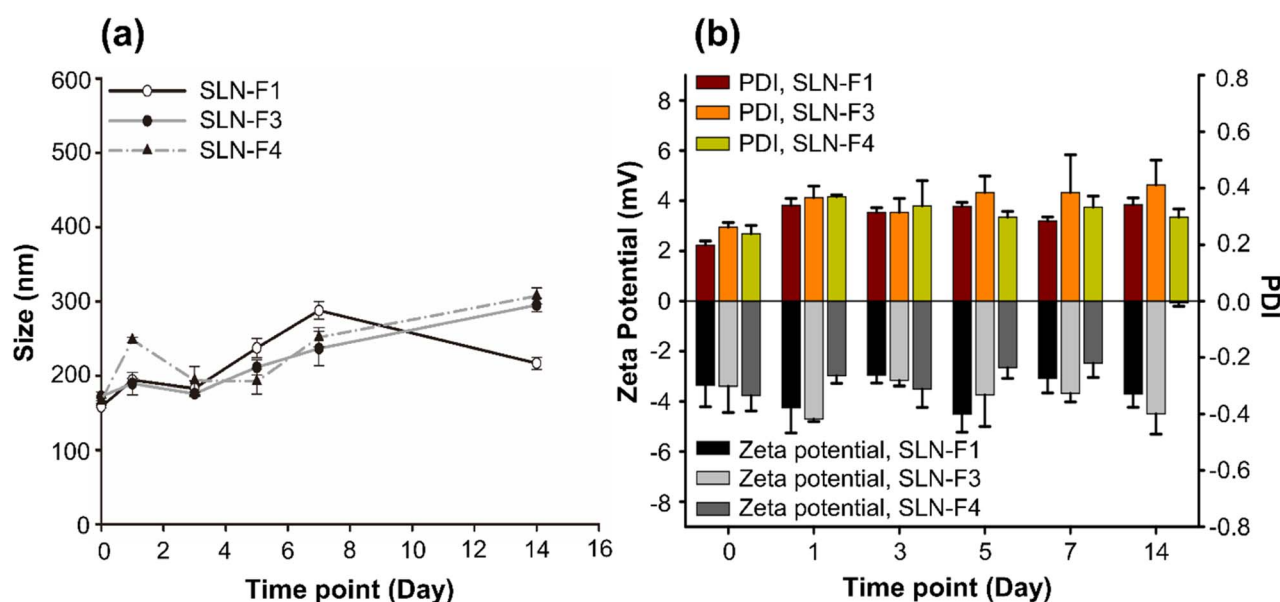 (a)
600
500
400
300
200
100
0
Size (nm)
SLN-F1
SLN-F3
SLN-F4
0 2 4 6 8 10 12 14 16
Time point (Day)
(b)
8
6
4
2
0
-2
-4
-6
-8
Zeta Potential (mV)
PDI, SLN-F1
PDI, SLN-F3
PDI, SLN-F4
Zeta potential, SLN-F1
Zeta potential, SLN-F3
Zeta potential, SLN-F4
0.8
0.6
0.4
0.2
0.0
-0.2
-0.4
-0.6
-0.8
PDI
0 1 3 5 7 14
Time point (Day)